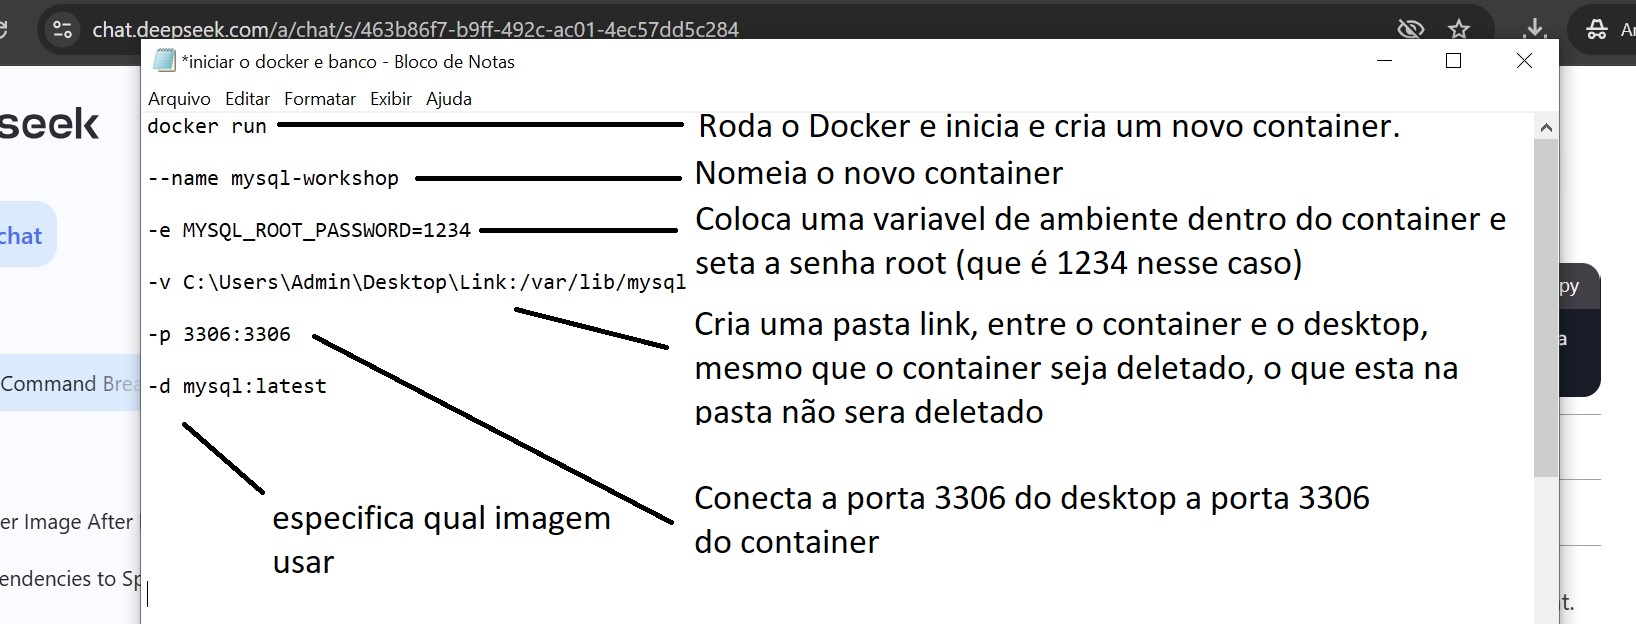 chat.deepseek.com/a/chat/s/463b86f7-b9ff-492c-ac01-4ec57dd5c284
*iniciar o docker e banco - Bloco de Notas
Arquivo Editar Formatar Exibir Ajuda
seek
docker run
Roda o Docker e inicia e cria um novo container.
--name mysql-workshop
Nomeia o novo container
-e MYSQL_ROOT_PASSWORD=1234
Coloca uma variavel de ambiente dentro do container e
seta a senha root (que é 1234 nesse caso)
chat
-v C:\Users\Admin\Desktop\Link:/var/lib/mysql
py
Cria uma pasta link, entre o container e o desktop,
mesmo que o container seja deletado, o que esta na
pasta não sera deletado
-p 3306:3306
a
Command Brea
-d mysql:latest
Conecta a porta 3306 do desktop a porta 3306
do container
especifica qual imagem
usar
er Image After
endencies to Sp
t.